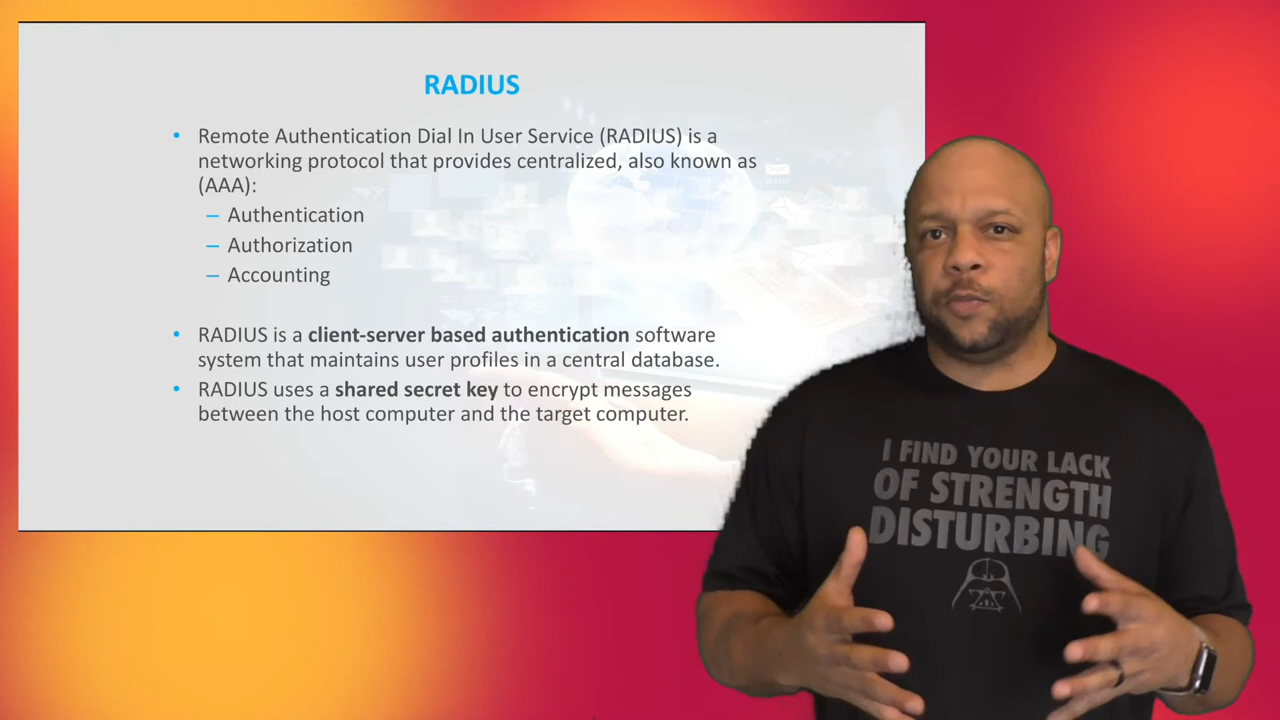 RADIUS
• Remote Authentication Dial In User Service (RADIUS) is a
networking protocol that provides centralized, also known as
(AAA):
– Authentication
– Authorization
– Accounting
• RADIUS is a client-server based authentication software
system that maintains user profiles in a central database.
• RADIUS uses a shared secret key to encrypt messages
between the host computer and the target computer.
I FIND YOUR LACK
OF STRENGTH
DISTURBING